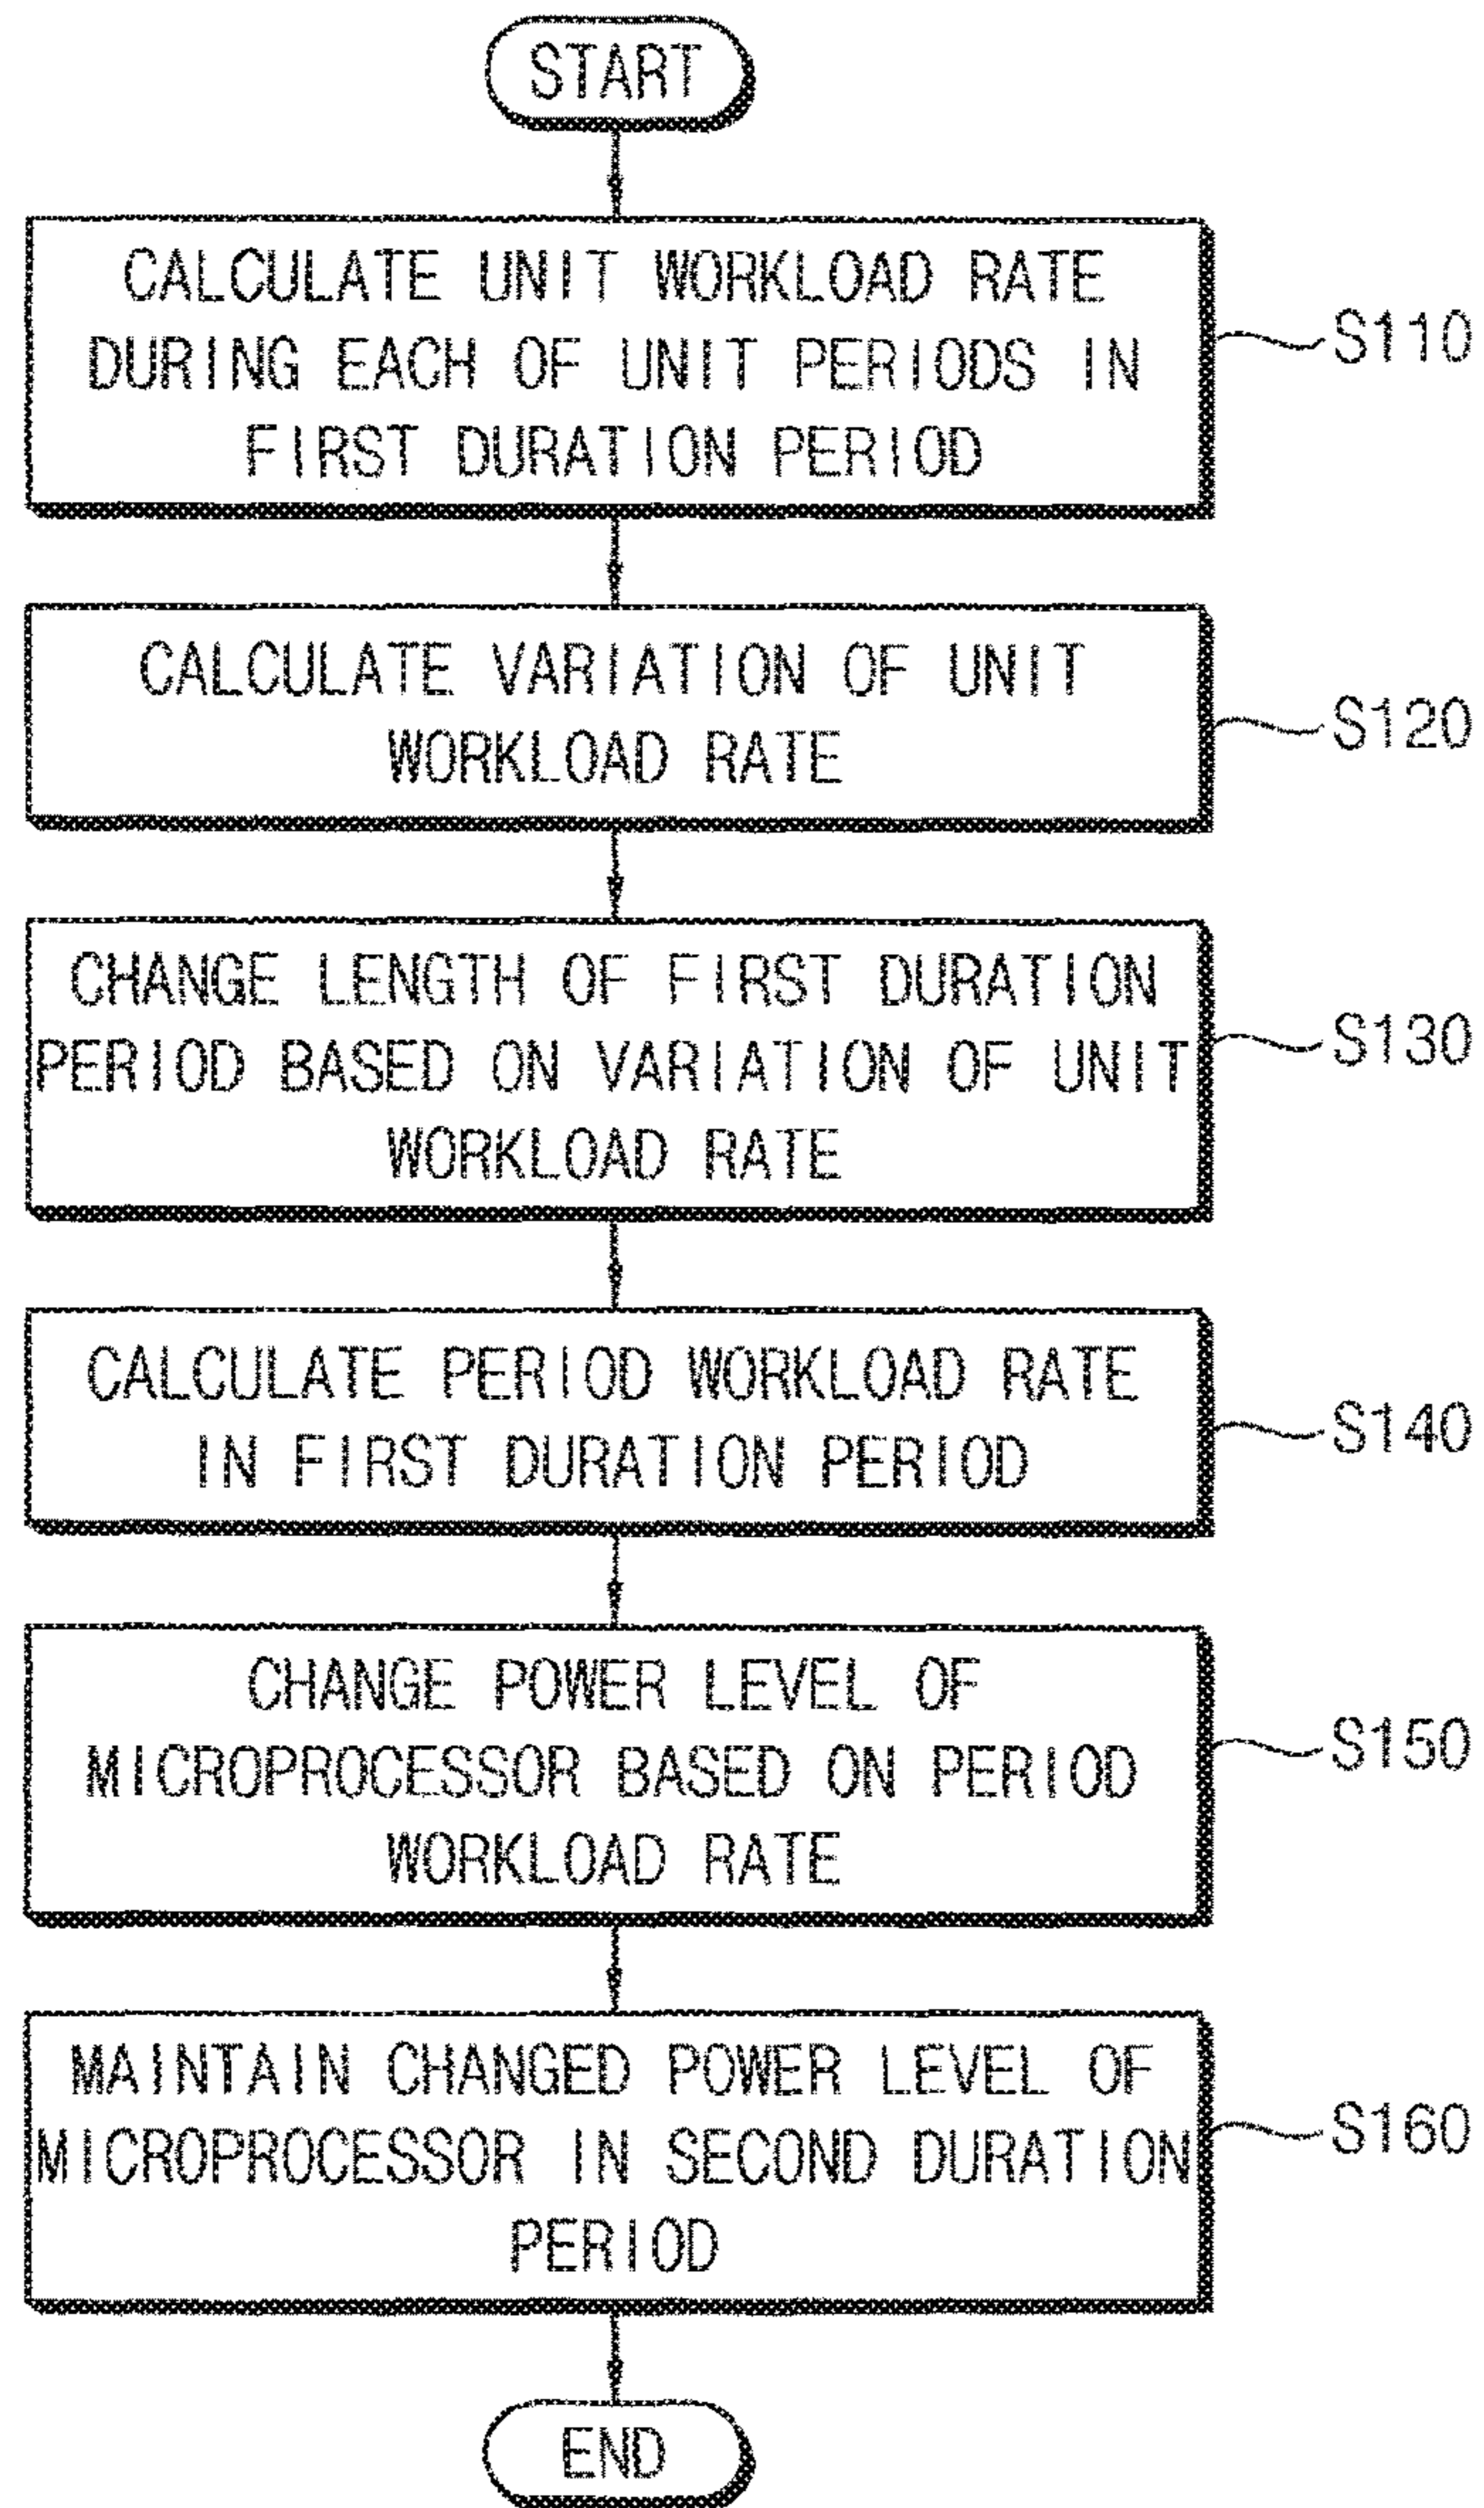 START
CALCULATE UNIT WORKLOAD RATE
DURING EACH OF UNIT PERIODS IN
FIRST DURATION PERIOD
S110
CALCULATE VARIATION OF UNIT
WORKLOAD RATE
S120
CHANGE LENGTH OF FIRST DURATION
PERIOD BASED ON VARIATION OF UNIT
WORKLOAD RATE
S130
CALCULATE PERIOD WORKLOAD RATE
IN FIRST DURATION PERIOD
S140
CHANGE POWER LEVEL OF
MICROPROCESSOR BASED ON PERIOD
WORKLOAD RATE
S150
MAINTAIN CHANGED POWER LEVEL OF
MICROPROCESSOR IN SECOND DURATION
PERIOD
S160
END